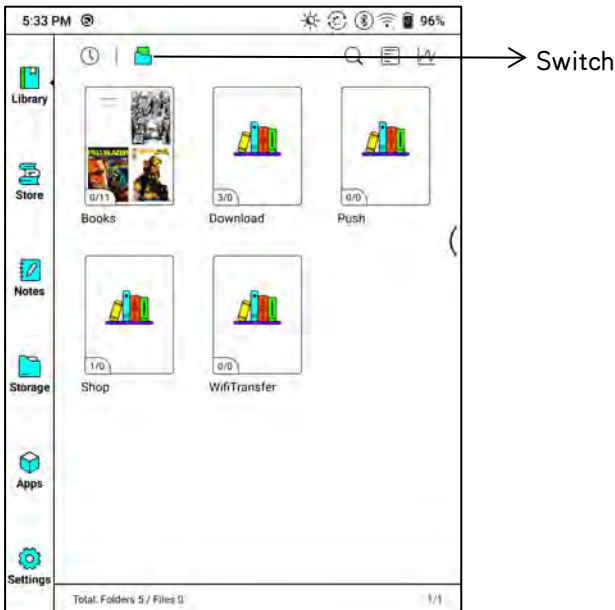 5:33 PM 96%
Switch
Library
0/11 3/0 0/0
Books Download Push
Store
Notes
1/0 0/0
Shop WifiTransfer
Storage
Apps
Settings
Total: Folders 5 / Files 0 1/1